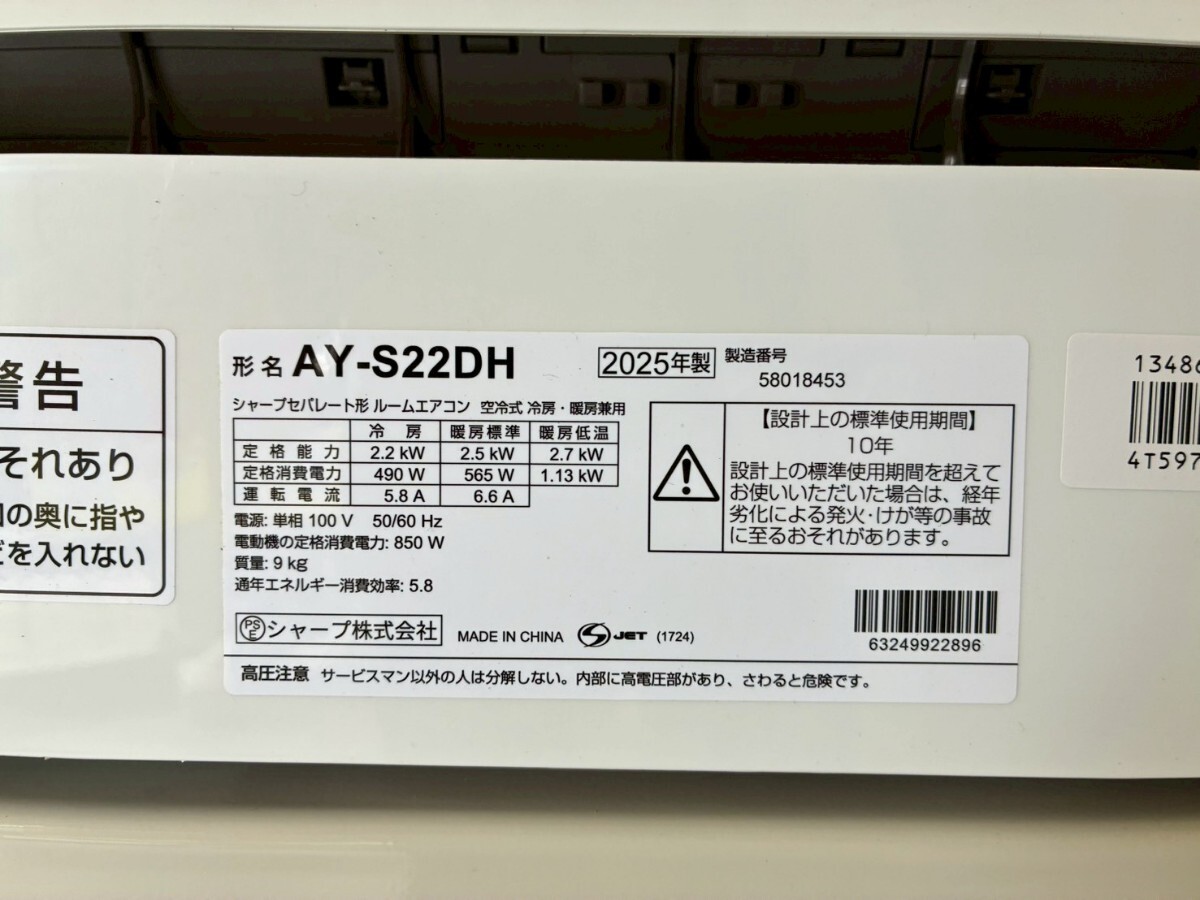 警告
それあり
の奥に指や
を入れない
形名 AY-S22DH 2025年製 製造番号
58018453
シャープセパレート形 ルームエアコン 空冷式 冷房・暖房兼用
冷房 暖房標準 暖房低温
定格能力 2.2 kW 2.5 kW 2.7 kW
定格消費電力 490 W 565 W 1.13 kW
運転電流 5.8 A 6.6 A
電源: 単相 100 V 50/60 Hz
電動機の定格消費電力: 850 W
質量: 9 kg
通年エネルギー消費効率: 5.8
PSE シャープ株式会社 MADE IN CHINA JET (1724)
【設計上の標準使用期間】
10年
設計上の標準使用期間を超えて
お使いいただいた場合は、経年
劣化による発火・けが等の事故
に至るおそれがあります。
63249922896
高圧注意 サービスマン以外の人は分解しない。内部に高電圧部があり、さわると危険です。
13486
4T597